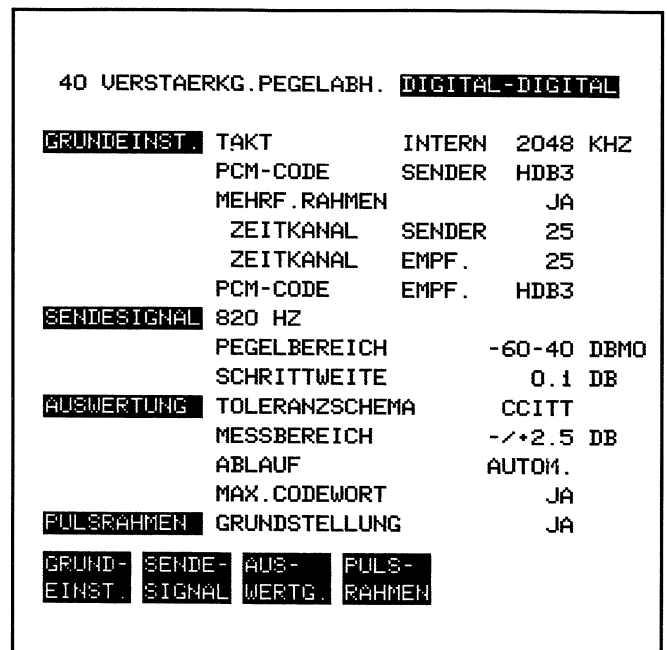 40 VERSTAERKG.PEGELABH. DIGITAL-DIGITAL
GRUNDEINST. TAKT INTERN 2048 KHZ
PCM-CODE SENDER HDB3
MEHRF.RAHMEN JA
ZEITKANAL SENDER 25
ZEITKANAL EMPF. 25
PCM-CODE EMPF. HDB3
SENDESIGNAL 820 HZ
PEGELBEREICH -60-40 DBMO
SCHRITTWEITE 0.1 DB
AUSWERTUNG TOLERANZSCHEMA CCITT
MESSBEREICH -/+2.5 DB
ABLAUF AUTOM.
MAX.CODEWORT JA
PULSRAHMEN GRUNDSTELLUNG JA
GRUND- SENDE- AUS- PULS-
EINST. SIGNAL WERTG. RAHMEN